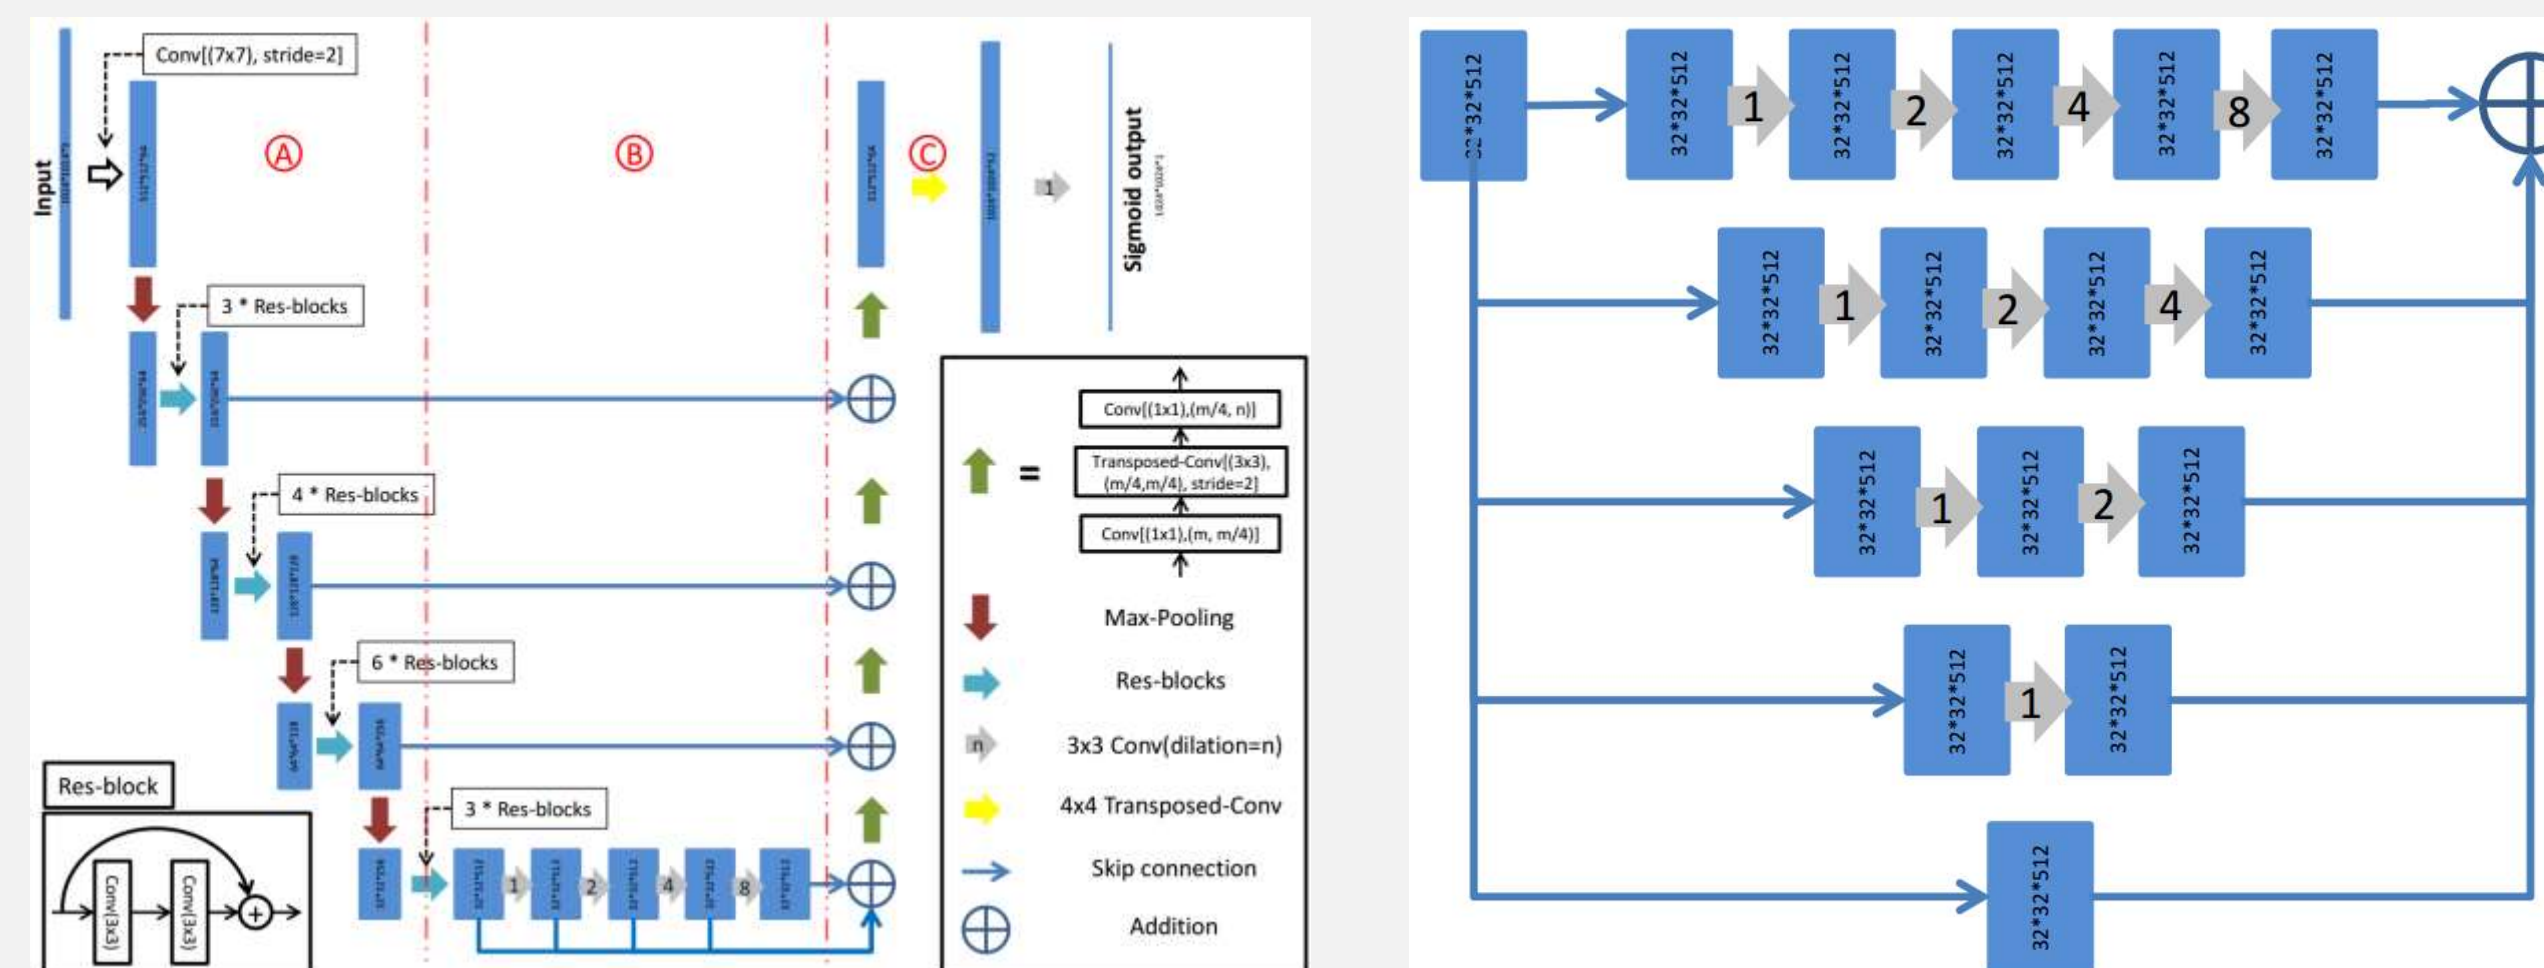 Input
Conv[(7x7), stride=2]
Ⓐ
Ⓑ
Ⓒ
1
Sigmoid output
3 * Res-blocks
4 * Res-blocks
6 * Res-blocks
3 * Res-blocks
1
2
4
8
Res-block
Conv(3x3)
Conv(3x3)
+
=
Conv[(1x1),(m/4, n)]
Transposed-Conv[(3x3),
(m/4,m/4), stride=2]
Conv[(1x1),(m, m/4)]
Max-Pooling
Res-blocks
n
3x3 Conv(dilation=n)
4x4 Transposed-Conv
Skip connection
Addition
32*32*512
32*32*512
1
32*32*512
2
32*32*512
4
32*32*512
8
32*32*512
32*32*512
1
32*32*512
2
32*32*512
4
32*32*512
32*32*512
1
32*32*512
2
32*32*512
32*32*512
1
32*32*512
32*32*512